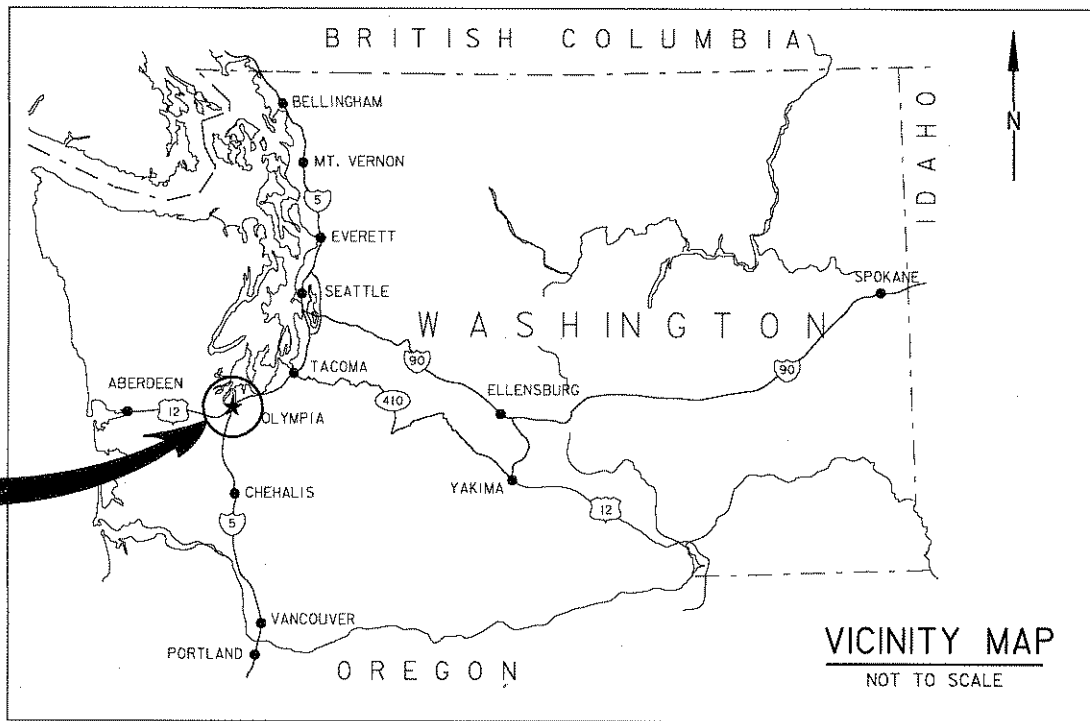 BRITISH COLUMBIA
N
IDAHO
BELLINGHAM
MT. VERNON
5
EVERETT
SEATTLE
SPOKANE
WASHINGTON
90
90
TACOMA
ABERDEEN
12
410
ELLENSBURG
OLYMPIA
YAKIMA
12
CHEHALIS
5
VANCOUVER
PORTLAND
OREGON
VICINITY MAP
NOT TO SCALE